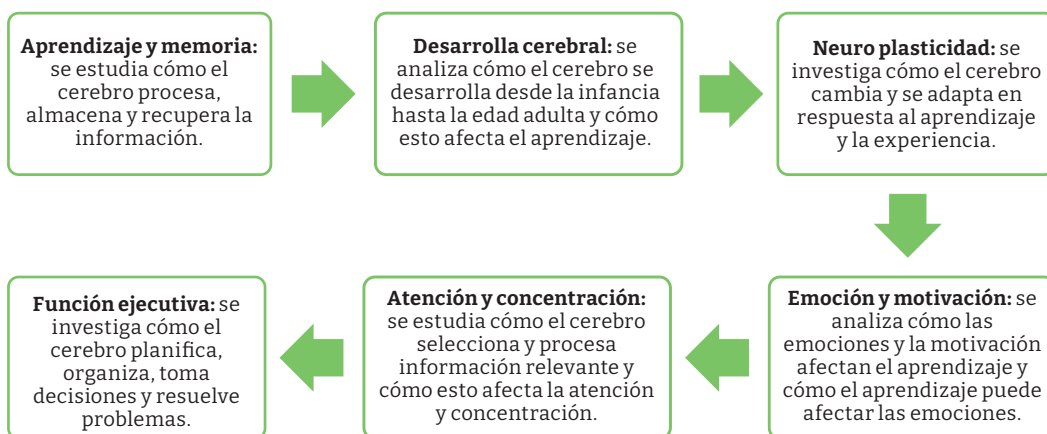 Aprendizaje y memoria:
se estudia cómo el
cerebro procesa,
almacena y recupera la
información.
Desarrolla cerebral: se
analiza cómo el cerebro se
desarrolla desde la infancia
hasta la edad adulta y cómo
esto afecta el aprendizaje.
Neuro plasticidad: se
investiga cómo el cerebro
cambia y se adapta en
respuesta al aprendizaje
y la experiencia.
Emoción y motivación: se
analiza cómo las
emociones y la motivación
afectan el aprendizaje y
cómo el aprendizaje puede
afectar las emociones.
Atención y concentración:
se estudia cómo el cerebro
selecciona y procesa
información relevante y
cómo esto afecta la atención
y concentración.
Función ejecutiva: se
investiga cómo el
cerebro planifica,
organiza, toma
decisiones y resuelve
problemas.